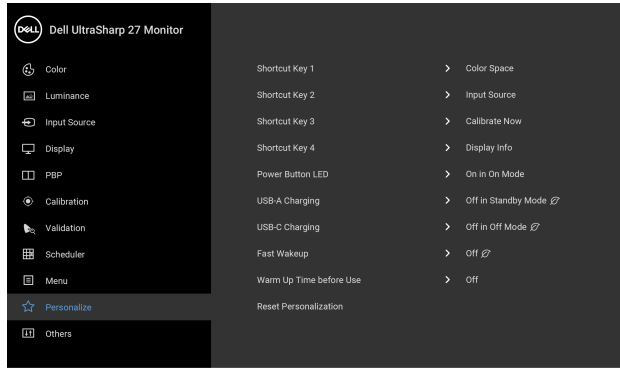 DELL Dell UltraSharp 27 Monitor
Color
Luminance
Input Source
Display
PBP
Calibration
Validation
Scheduler
Menu
Personalize
Others
Shortcut Key 1 > Color Space
Shortcut Key 2 > Input Source
Shortcut Key 3 > Calibrate Now
Shortcut Key 4 > Display Info
Power Button LED > On in On Mode
USB-A Charging > Off in Standby Mode
USB-C Charging > Off in Off Mode
Fast Wakeup > Off
Warm Up Time before Use > Off
Reset Personalization